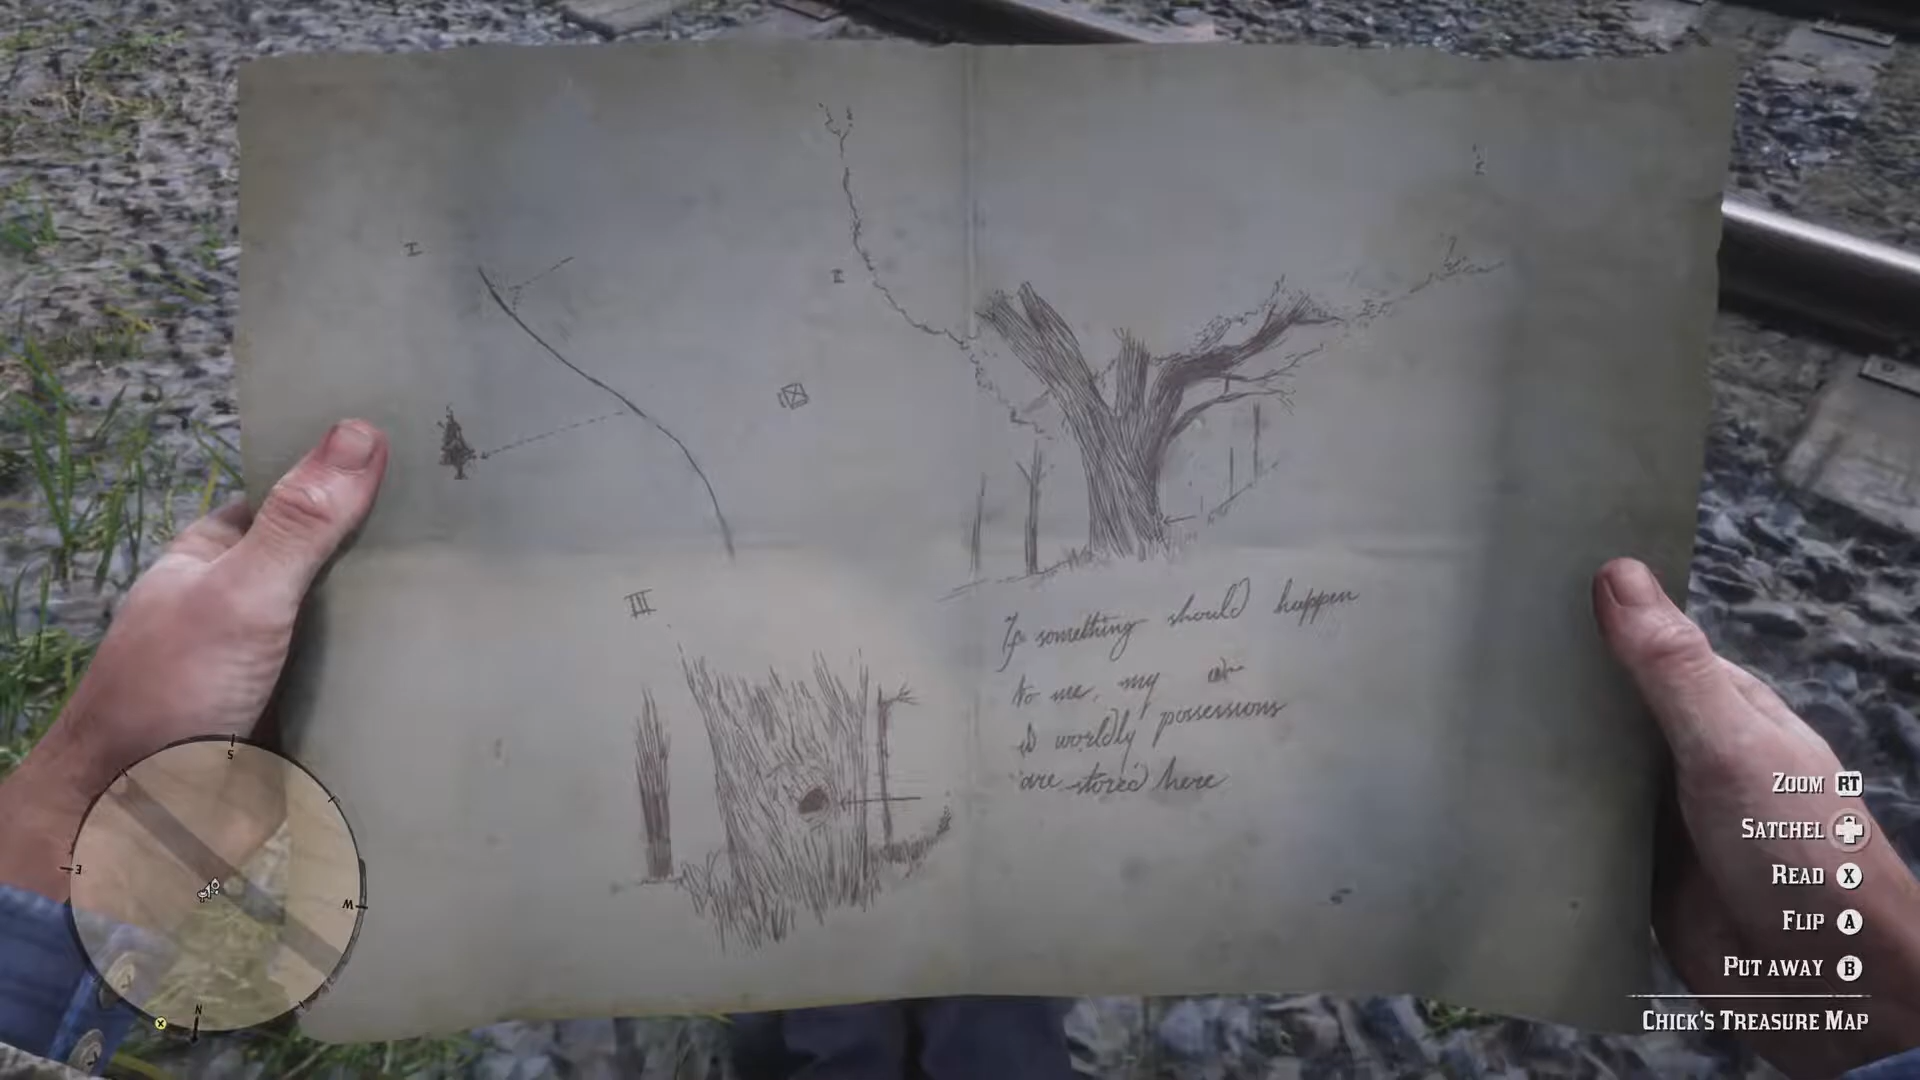 I
II
III
If something should happen
to me, my
worldly possessions
are stored here
S
E
W
N
X
ZOOM RT
SATCHEL
READ X
FLIP A
PUT AWAY B
CHICK'S TREASURE MAP